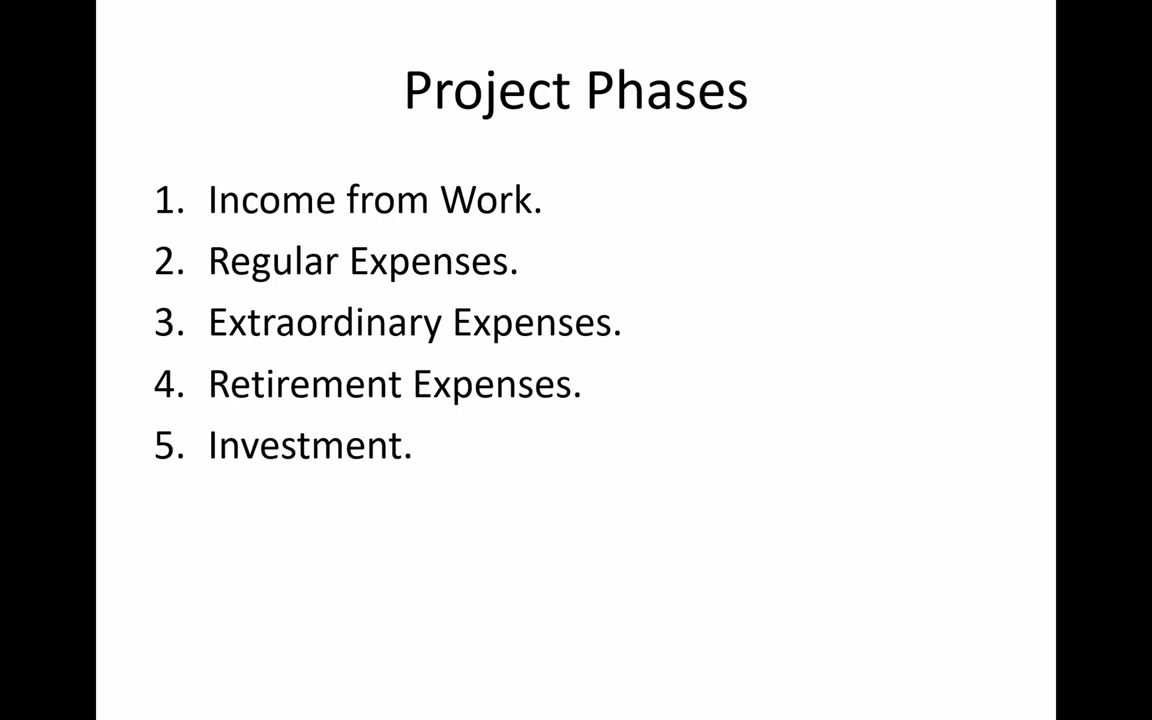 Project Phases
1. Income from Work.
2. Regular Expenses.
3. Extraordinary Expenses.
4. Retirement Expenses.
5. Investment.